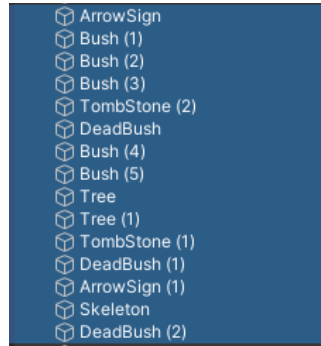 ArrowSign
Bush (1)
Bush (2)
Bush (3)
TombStone (2)
DeadBush
Bush (4)
Bush (5)
Tree
Tree (1)
TombStone (1)
DeadBush (1)
ArrowSign (1)
Skeleton
DeadBush (2)